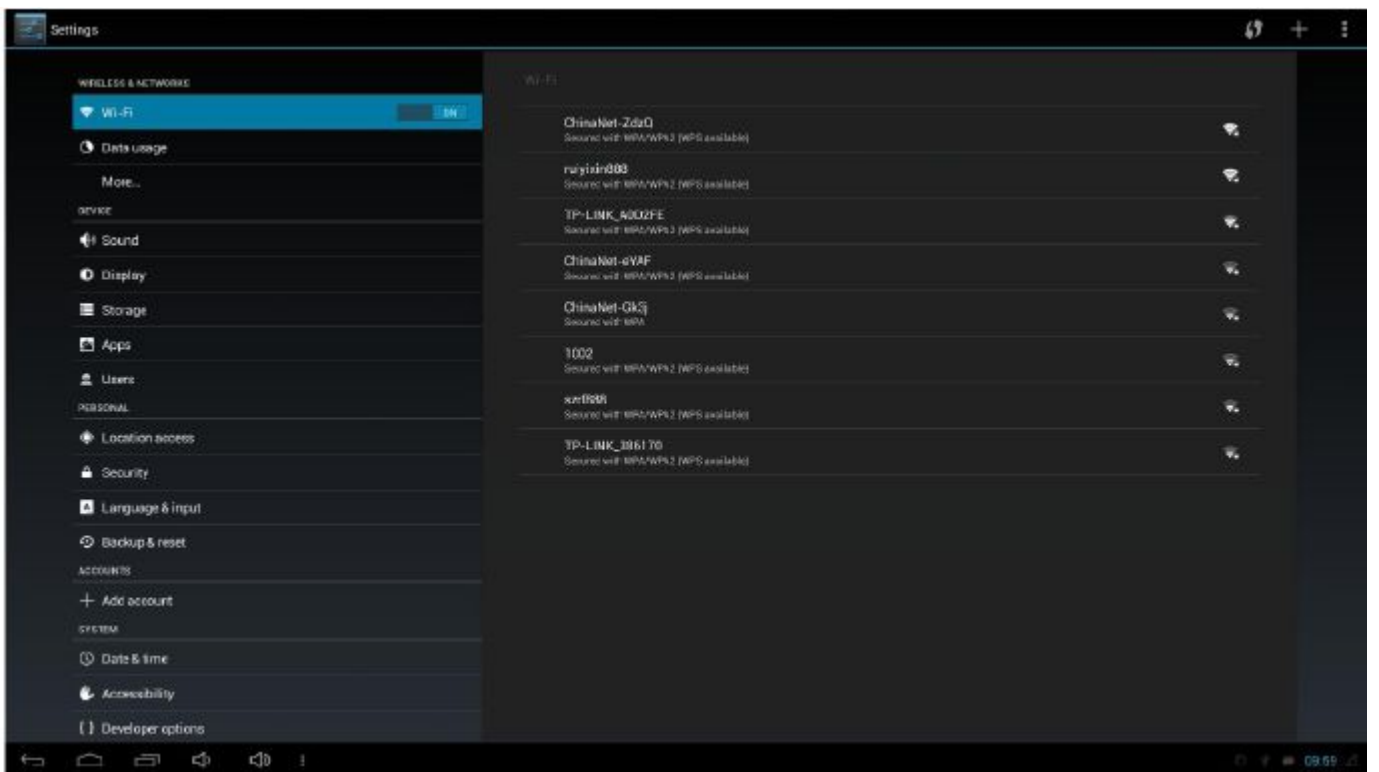 Settings
WIRELESS & NETWORKS
Wi-Fi
ON
Data usage
More...
DEVICE
Sound
Display
Storage
Apps
Users
PERSONAL
Location access
Security
Language & input
Backup & reset
ACCOUNTS
Add account
SYSTEM
Date & time
Accessibility
{ } Developer options
Wi-Fi
ChinaNet-ZdzQ
Secured with WPA/WPA2 (WPS available)
ruiyixin888
Secured with WPA/WPA2 (WPS available)
TP-LINK_A0D2FE
Secured with WPA/WPA2 (WPS available)
ChinaNet-eYAF
Secured with WPA/WPA2 (WPS available)
ChinaNet-Gk3j
Secured with WPA
1002
Secured with WPA/WPA2 (WPS available)
Secured with WPA/WPA2 (WPS available)
TP-LINK_386170
Secured with WPA/WPA2 (WPS available)
09:59